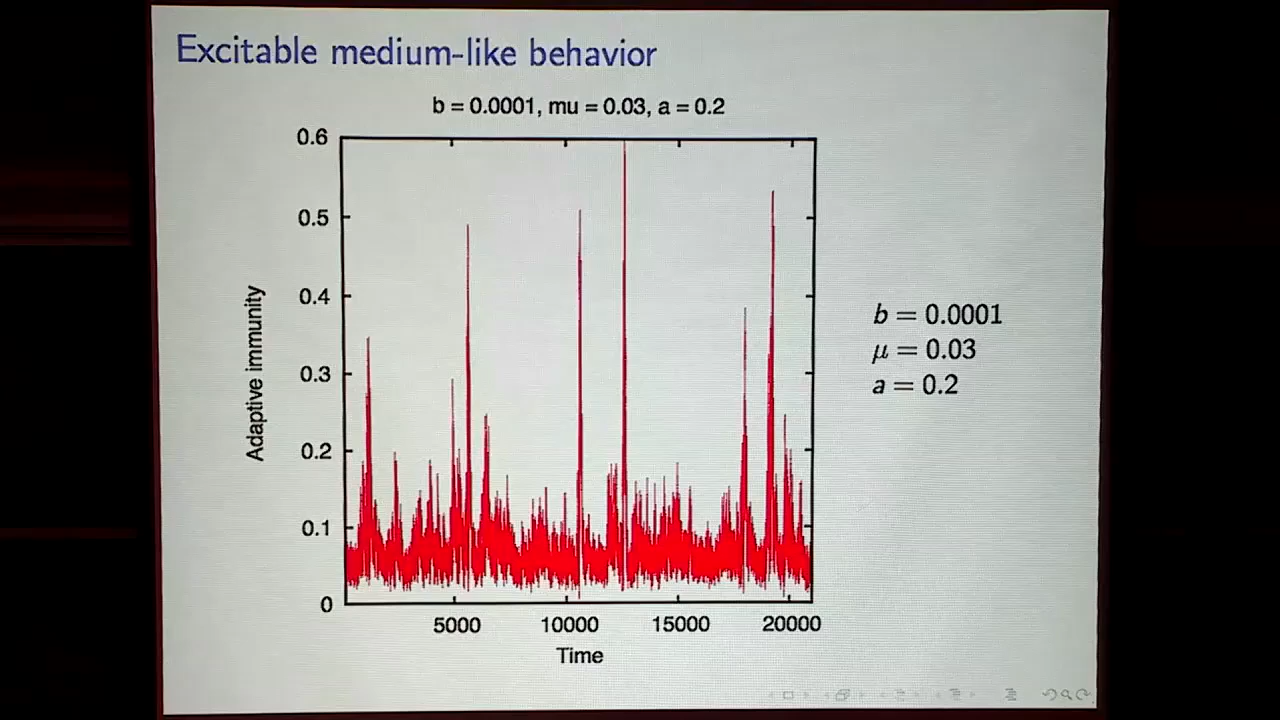 Excitable medium-like behavior
b = 0.0001, mu = 0.03, a = 0.2
0.6
0.5
0.4
0.3
0.2
0.1
0
Adaptive immunity
5000 10000 15000 20000
Time
b = 0.0001
μ = 0.03
a = 0.2